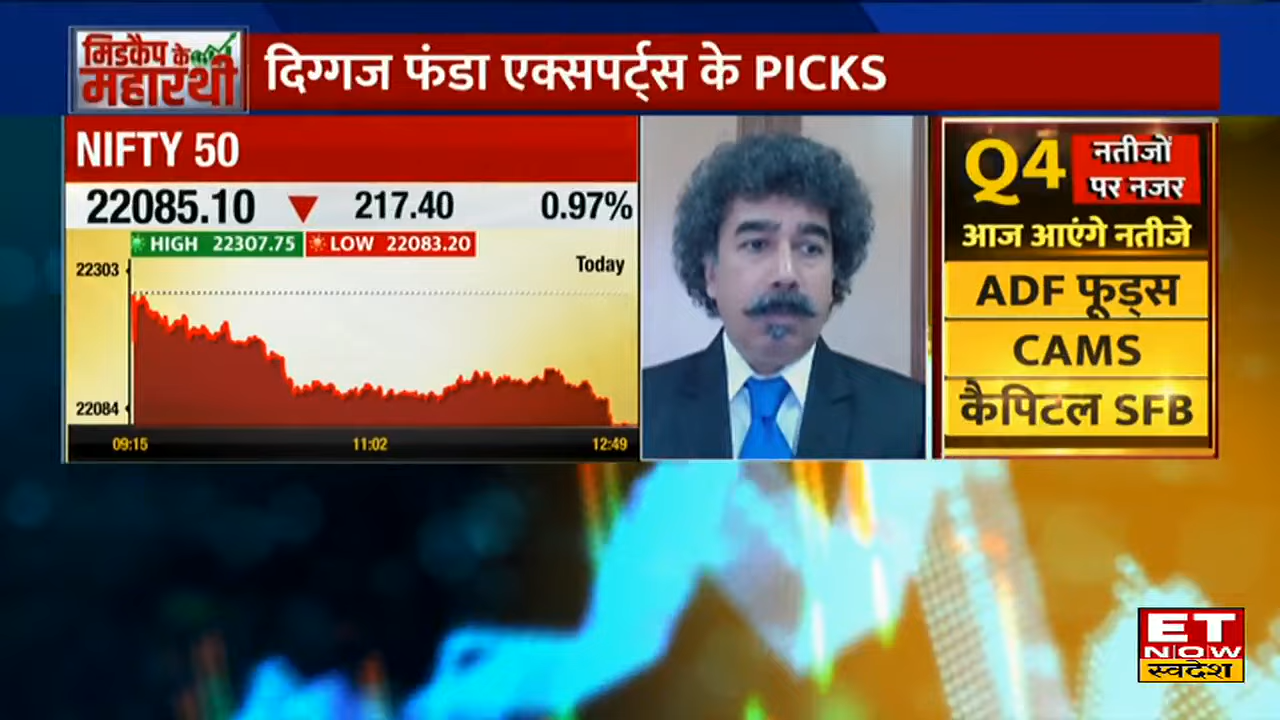 मिडकैप के
महारथी
दिग्गज फंडा एक्सपर्ट्स के PICKS
NIFTY 50
22085.10 217.40 0.97%
HIGH 22307.75 LOW 22083.20
Today
22303
22084
09:15 11:02 12:49
Q4 नतीजों
पर नजर
आज आएंगे नतीजे
ADF फूड्स
CAMS
कैपिटल SFB
ET
NOW
स्वदेश